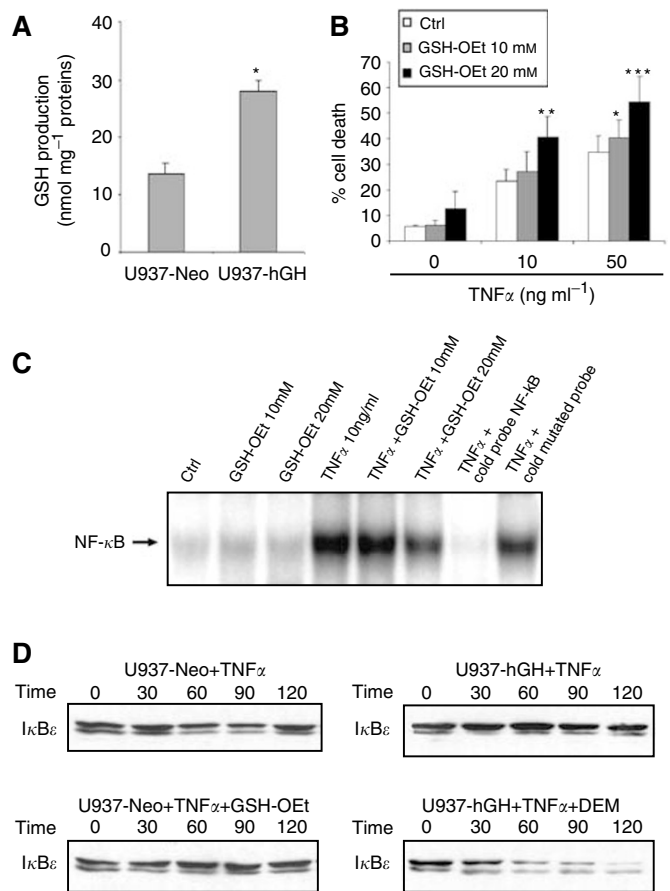 A
GSH production
(nmol mg⁻¹ proteins)
40
30
20
10
0
*
U937-Neo U937-hGH
B
Ctrl
GSH-OEt 10 mM
GSH-OEt 20 mM
% cell death
70
60
50
40
30
20
10
0
**
*
***
0 10 50
TNFα (ng ml⁻¹)
C
Ctrl
GSH-OEt 10mM
GSH-OEt 20mM
TNFα 10ng/ml
TNFα +GSH-OEt 10mM
TNFα +GSH-OEt 20mM
TNFα +
cold probe NF-kB
TNFα +
cold mutated probe
NF-κB
D
U937-Neo+TNFα
Time 0 30 60 90 120
IκBε
U937-hGH+TNFα
Time 0 30 60 90 120
IκBε
U937-Neo+TNFα+GSH-OEt
Time 0 30 60 90 120
IκBε
U937-hGH+TNFα+DEM
Time 0 30 60 90 120
IκBε